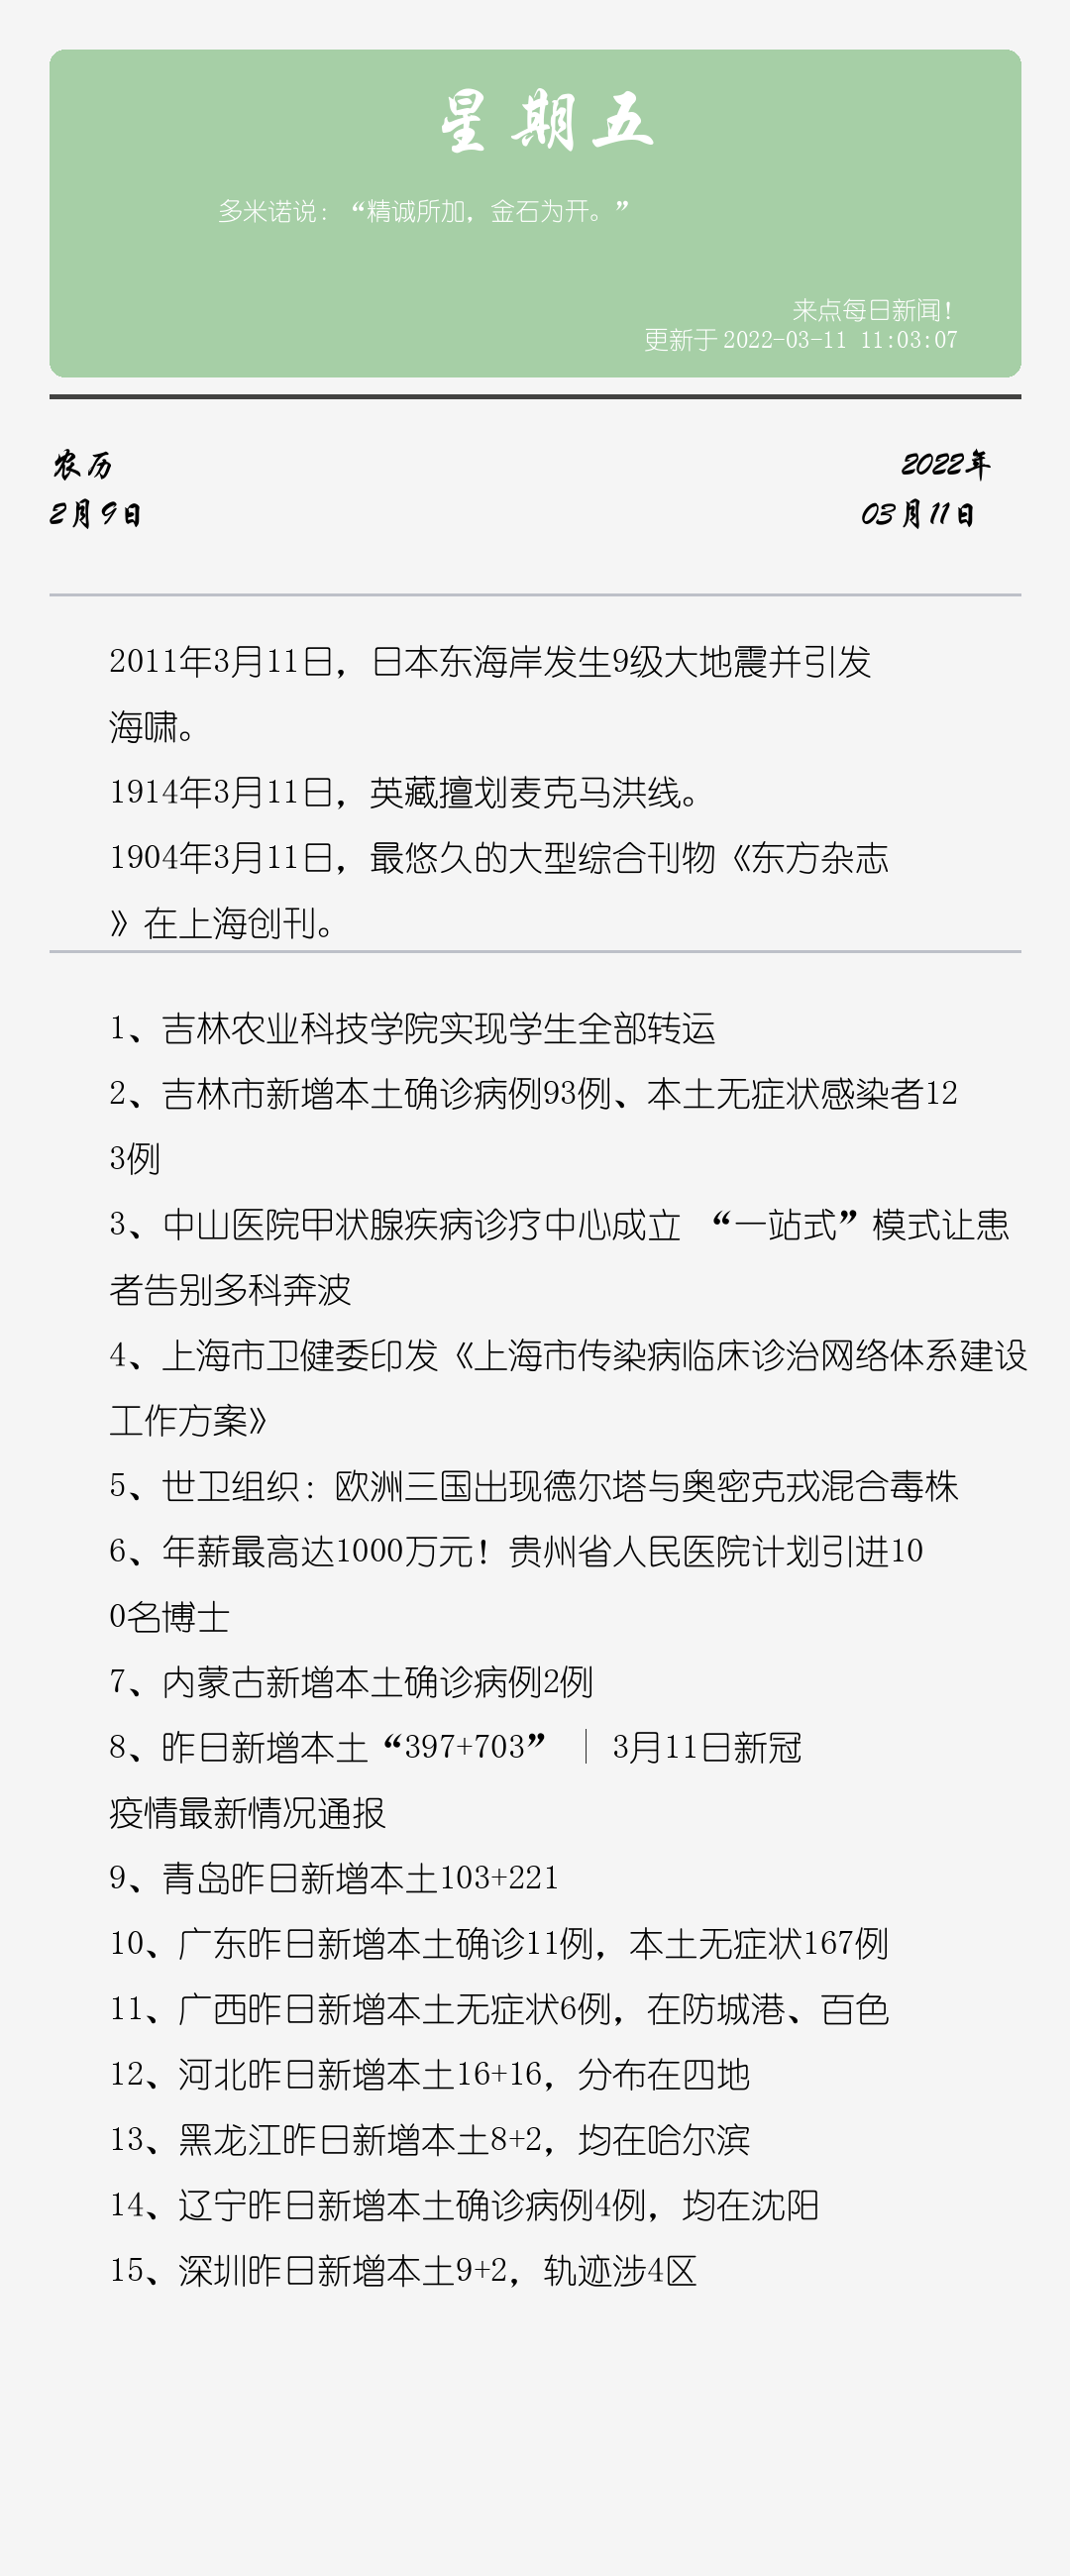 星期五
多米诺说：“精诚所加，金石为开。”
来点每日新闻！
更新于 2022-03-11 11:03:07
农历
2022年
2月9日
03月11日
2011年3月11日，日本东海岸发生9级大地震并引发
海啸。
1914年3月11日，英藏擅划麦克马洪线。
1904年3月11日，最悠久的大型综合刊物《东方杂志
》在上海创刊。
1、吉林农业科技学院实现学生全部转运
2、吉林市新增本土确诊病例93例、本土无症状感染者12
3例
3、中山医院甲状腺疾病诊疗中心成立 “一站式”模式让患
者告别多科奔波
4、上海市卫健委印发《上海市传染病临床诊治网络体系建设
工作方案》
5、世卫组织：欧洲三国出现德尔塔与奥密克戎混合毒株
6、年薪最高达1000万元！贵州省人民医院计划引进10
0名博士
7、内蒙古新增本土确诊病例2例
8、昨日新增本土“397+703” ｜ 3月11日新冠
疫情最新情况通报
9、青岛昨日新增本土103+221
10、广东昨日新增本土确诊11例，本土无症状167例
11、广西昨日新增本土无症状6例，在防城港、百色
12、河北昨日新增本土16+16，分布在四地
13、黑龙江昨日新增本土8+2，均在哈尔滨
14、辽宁昨日新增本土确诊病例4例，均在沈阳
15、深圳昨日新增本土9+2，轨迹涉4区